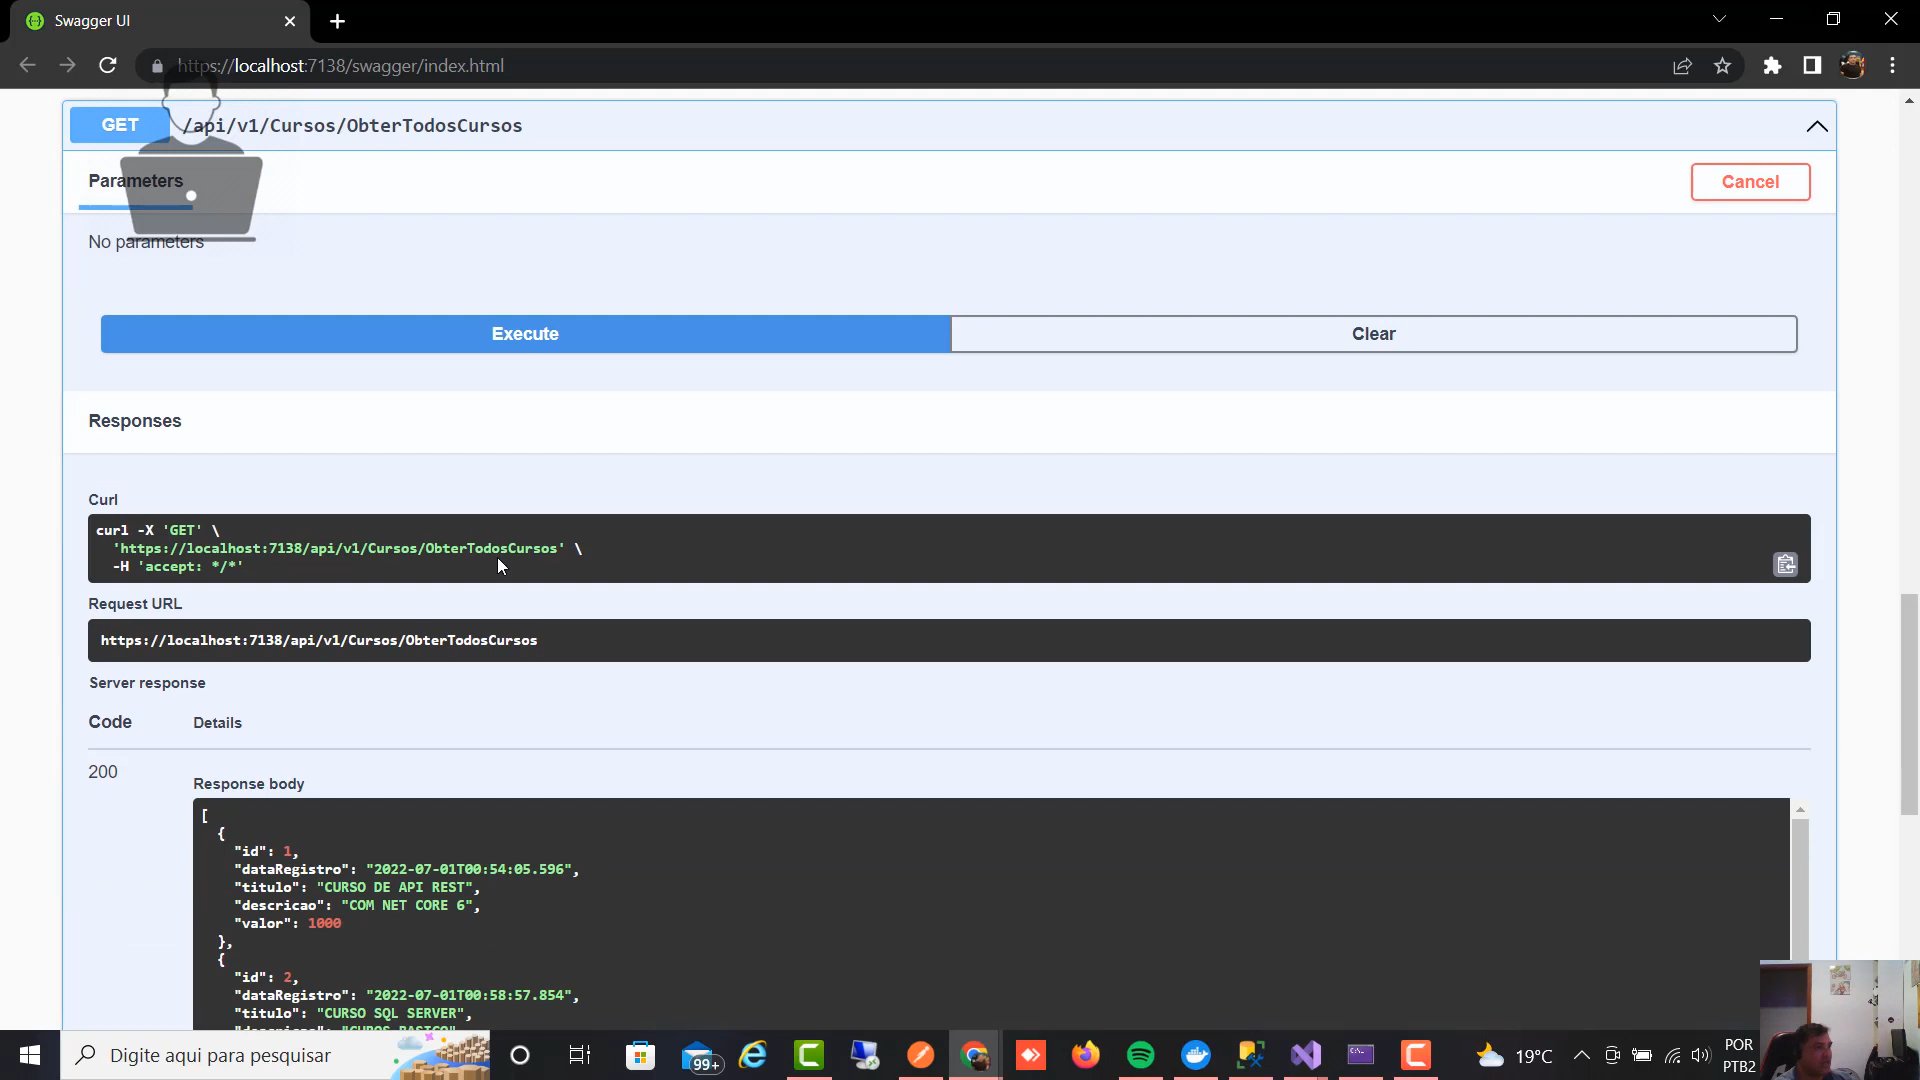 Swagger UI
https://localhost:7138/swagger/index.html
GET /api/v1/Cursos/ObterTodosCursos
Parameters
Cancel
No parameters
Execute
Clear
Responses
Curl
curl -X 'GET' \
'https://localhost:7138/api/v1/Cursos/ObterTodosCursos' \
-H 'accept: */*'
Request URL
https://localhost:7138/api/v1/Cursos/ObterTodosCursos
Server response
Code Details
200
Response body
[
{
"id": 1,
"dataRegistro": "2022-07-01T00:54:05.596",
"titulo": "CURSO DE API REST",
"descricao": "COM NET CORE 6",
"valor": 1000
},
{
"id": 2,
"dataRegistro": "2022-07-01T00:58:57.854",
"titulo": "CURSO SQL SERVER",
Digite aqui para pesquisar
99+
19°C
POR
PTB2